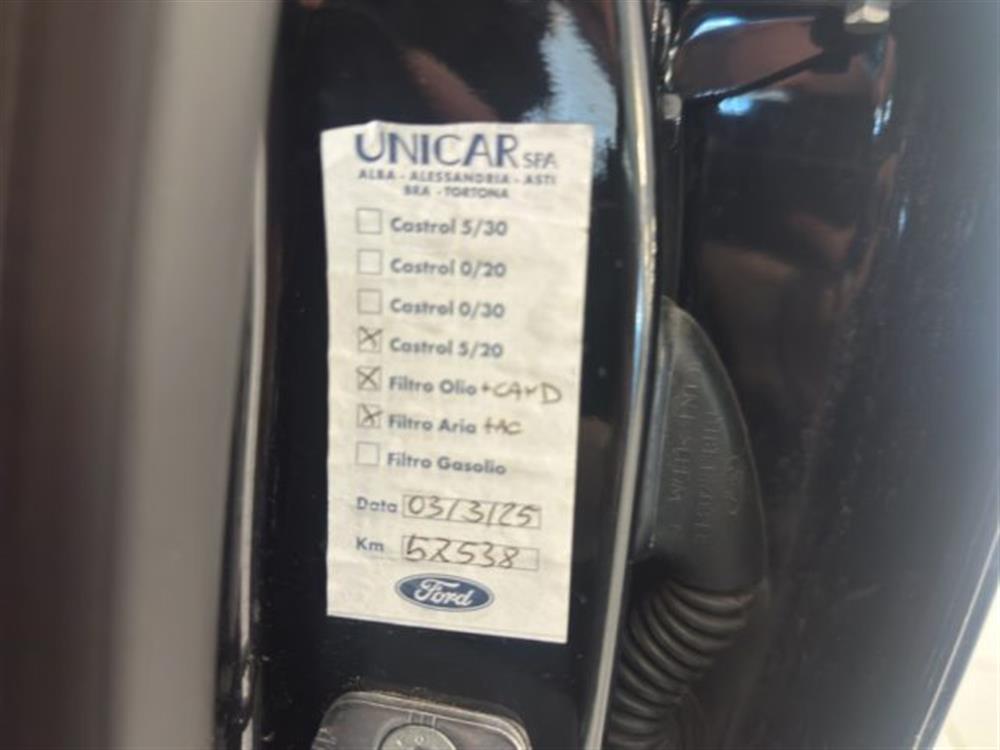 UNICAR SPA
ALBA - ALESSANDRIA - ASTI
BRA - TORTONA
Castrol 5/30
Castrol 0/20
Castrol 0/30
Castrol 5/20
Filtro Olio + CAMD
Filtro Aria + AC
Filtro Gasolio
Data 03/3/25
Km 52538
Ford